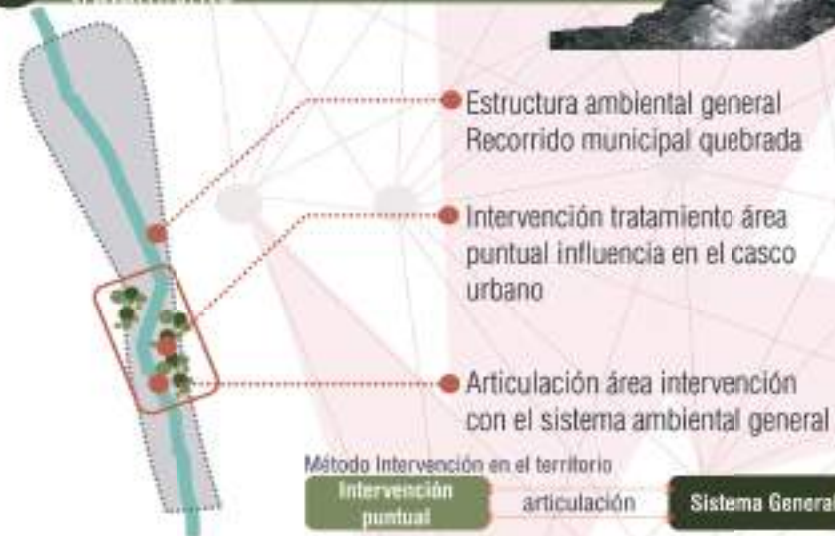 Estructura ambiental general
Recorrido municipal quebrada
Intervención tratamiento área
puntual influencia en el casco
urbano
Articulación área intervención
con el sistema ambiental general
Método Intervención en el territorio
Intervención
puntual
articulación
Sistema General